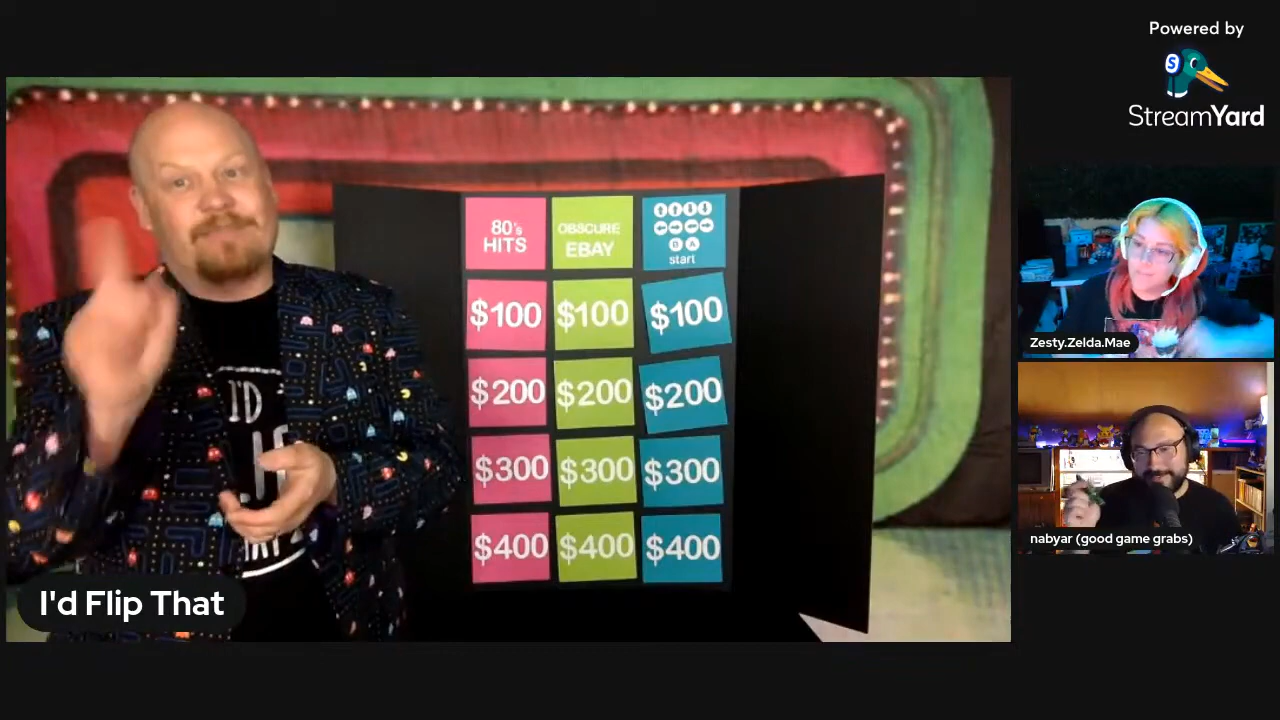 Powered by
StreamYard
80's
HITS
OBSCURE
EBAY
B A
start
$100
$100
$100
$200
$200
$200
$300
$300
$300
$400
$400
$400
I'D
I'd Flip That
Zesty.Zelda.Mae
nabyar (good game grabs)